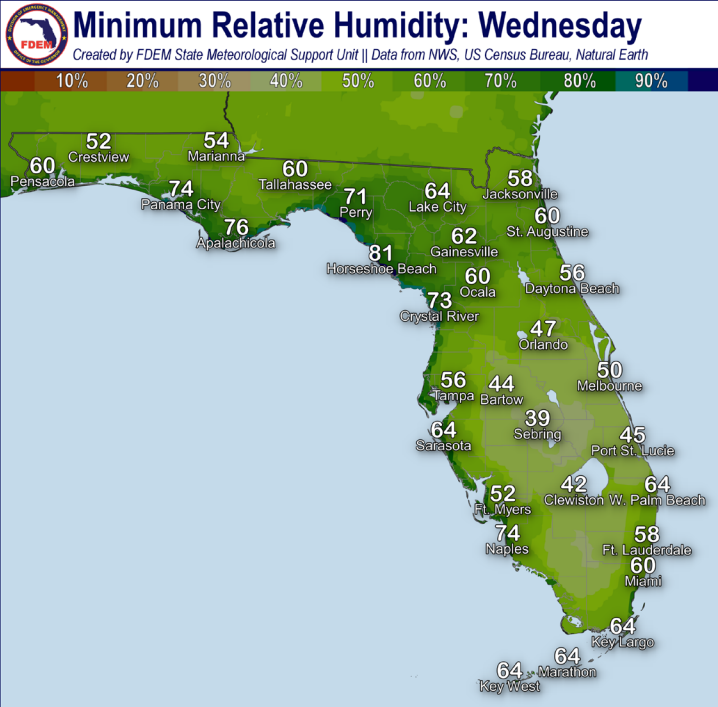 Minimum Relative Humidity: Wednesday
FDEM
Created by FDEM State Meteorological Support Unit || Data from NWS, US Census Bureau, Natural Earth
10% 20% 30% 40% 50% 60% 70% 80% 90%
52
Crestview
54
Marianna
60
Pensacola
60
Tallahassee
58
Jacksonville
74
Panama City
71
Perry
64
Lake City
76
Apalachicola
60
St. Augustine
62
Gainesville
81
Horseshoe Beach
60
Ocala
56
Daytona Beach
73
Crystal River
47
Orlando
50
Melbourne
56
Tampa
44
Bartow
39
Sebring
64
Sarasota
45
Port St. Lucie
52
Ft. Myers
42
Clewiston
64
W. Palm Beach
74
Naples
58
Ft. Lauderdale
60
Miami
64
Key Largo
64
Marathon
64
Key West